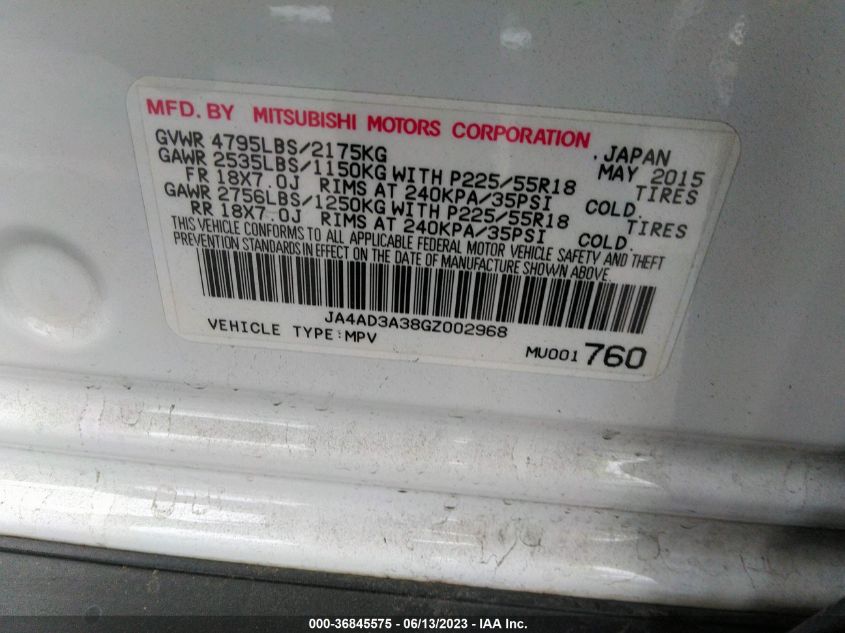 MFD. BY MITSUBISHI MOTORS CORPORATION
. JAPAN
GVWR 4795LBS/2175KG MAY 2015
GAWR 2535LBS/1150KG WITH P225/55R18 TIRES
FR 18X7.0J RIMS AT 240KPA/35PSI COLD.
GAWR 2756LBS/1250KG WITH P225/55R18 TIRES
RR 18X7.0J RIMS AT 240KPA/35PSI COLD.
THIS VEHICLE CONFORMS TO ALL APPLICABLE FEDERAL MOTOR VEHICLE SAFETY AND THEFT
PREVENTION STANDARDS IN EFFECT ON THE DATE OF MANUFACTURE SHOWN ABOVE.
JA4AD3A38GZ002968
VEHICLE TYPE:MPV
MU001 760
000-36845575 - 06/13/2023 - IAA Inc.